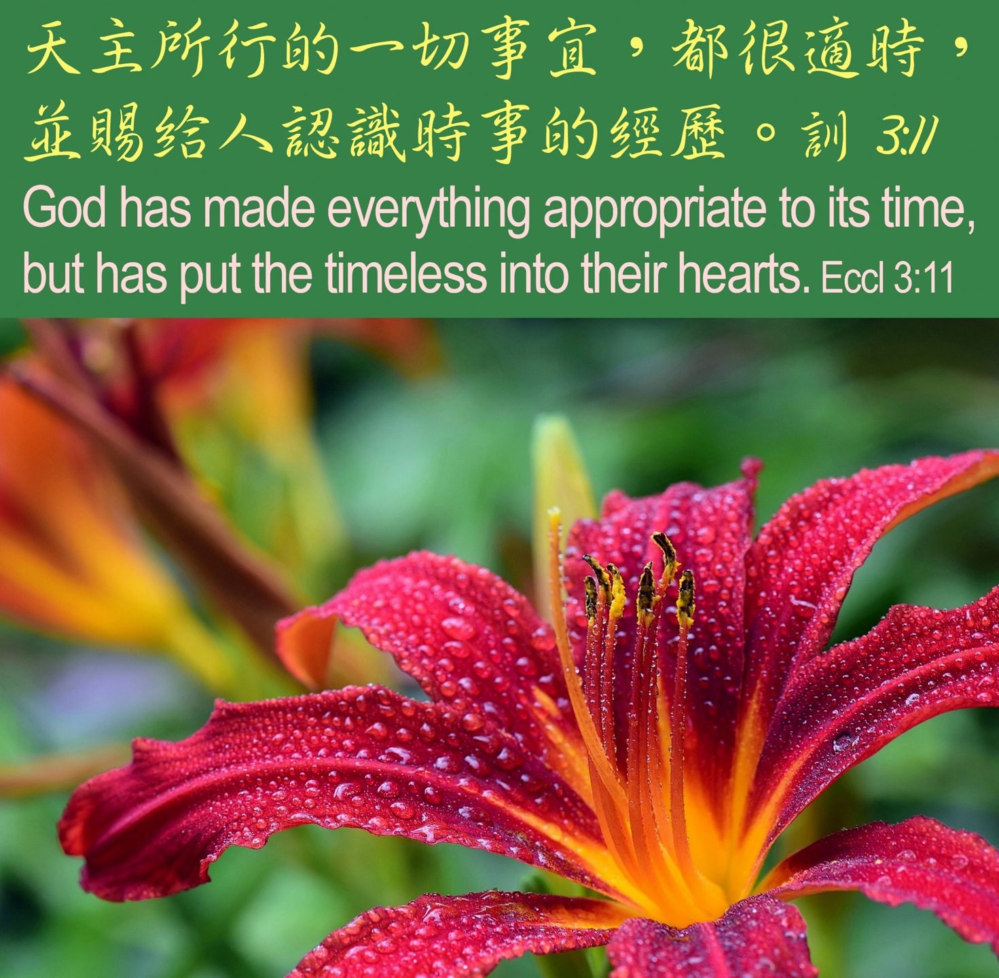 天主所行的一切事宜，都很適時，
並賜給人認識時事的經歷。訓 3:11
God has made everything appropriate to its time,
but has put the timeless into their hearts. Eccl 3:11